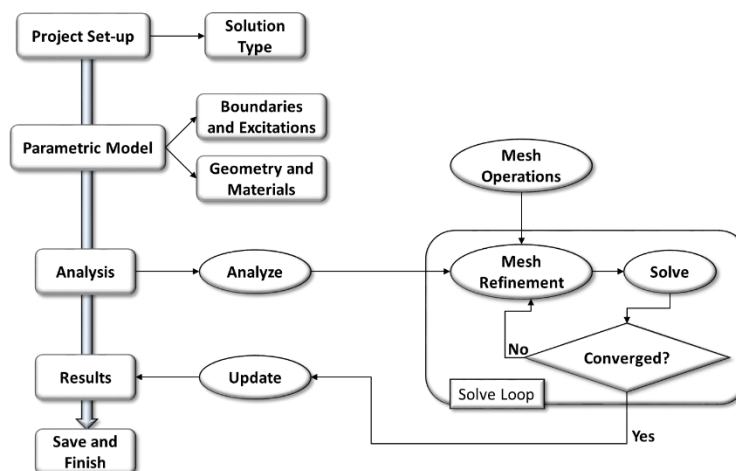 Project Set-up
Solution
Type
Boundaries
and Excitations
Parametric Model
Geometry and
Materials
Mesh
Operations
Analysis
Analyze
Mesh
Refinement
Solve
No
Converged?
Results
Update
Solve Loop
Yes
Save and
Finish